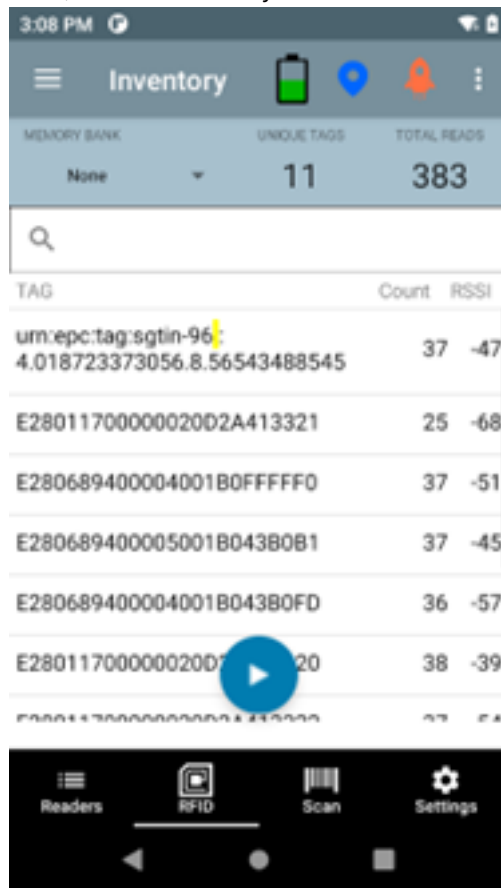 3:08 PM
Inventory
MEMORY BANK UNIQUE TAGS TOTAL READS
None 11 383
TAG Count RSSI
urn:epc:tag:sgtin-96 :
4.018723373056.8.56543488545 37 -47
E28011700000020D2A413321 25 -68
E280689400004001B0FFFFF0 37 -51
E280689400005001B043B0B1 37 -45
E280689400004001B043B0FD 36 -57
E28011700000020D 20 38 -39
Readers RFID Scan Settings